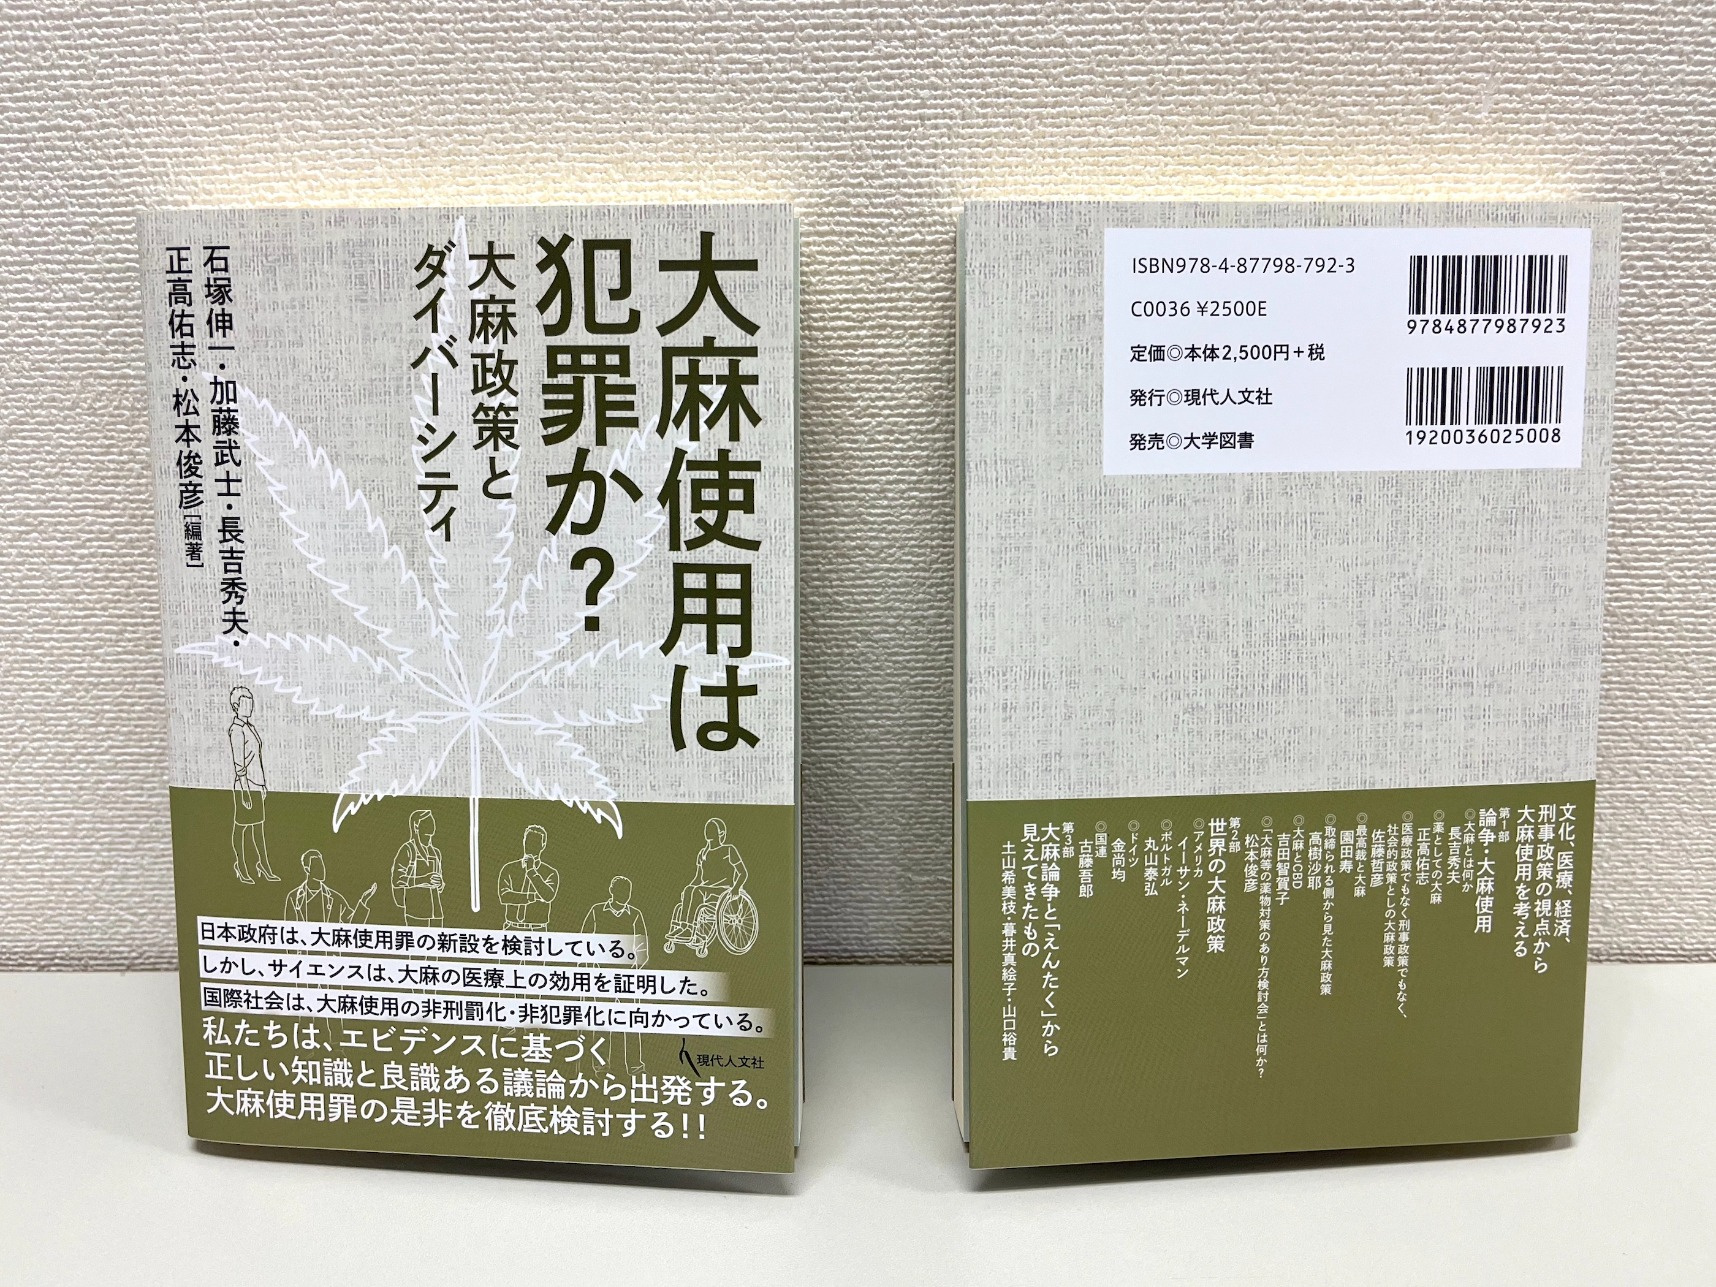 大麻使用は
犯罪か?
大麻政策と
ダイバーシティ
石塚伸一・加藤武士・長吉秀夫・
正高佑志・松本俊彦[編著]
日本政府は、大麻使用罪の新設を検討している。
しかし、サイエンスは、大麻の医療上の効用を証明した。
国際社会は、大麻使用の非刑罰化・非犯罪化に向かっている。
私たちは、エビデンスに基づく
正しい知識と良識ある議論から出発する。
大麻使用罪の是非を徹底検討する!!
現代人文社
ISBN978-4-87798-792-3
C0036 ¥2500E
定価◎本体2,500円+税
発行◎現代人文社
発売◎大学図書
9784877987923
1920036025008
文化、医療、経済、
刑事政策の視点から
大麻使用を考える
第1部
論争・大麻使用
◎大麻とは何か
長吉秀夫
◎薬としての大麻
正高佑志
◎医療政策でもなく刑事政策でもなく、
社会的政策としの大麻政策
佐藤哲彦
◎最高裁と大麻
園田寿
◎取締られる側から見た大麻政策
高樹沙耶
◎大麻とCBD
吉田智賀子
◎「大麻等の薬物対策のあり方検討会」とは何か?
松本俊彦
第2部
世界の大麻政策
◎アメリカ
イーサン・ネーデルマン
◎ポルトガル
丸山泰弘
◎ドイツ
金尚均
◎国連
古藤吾郎
第3部
大麻論争と「えんたく」から
見えてきたもの
土山希美枝・暮井真絵子・山口裕貴